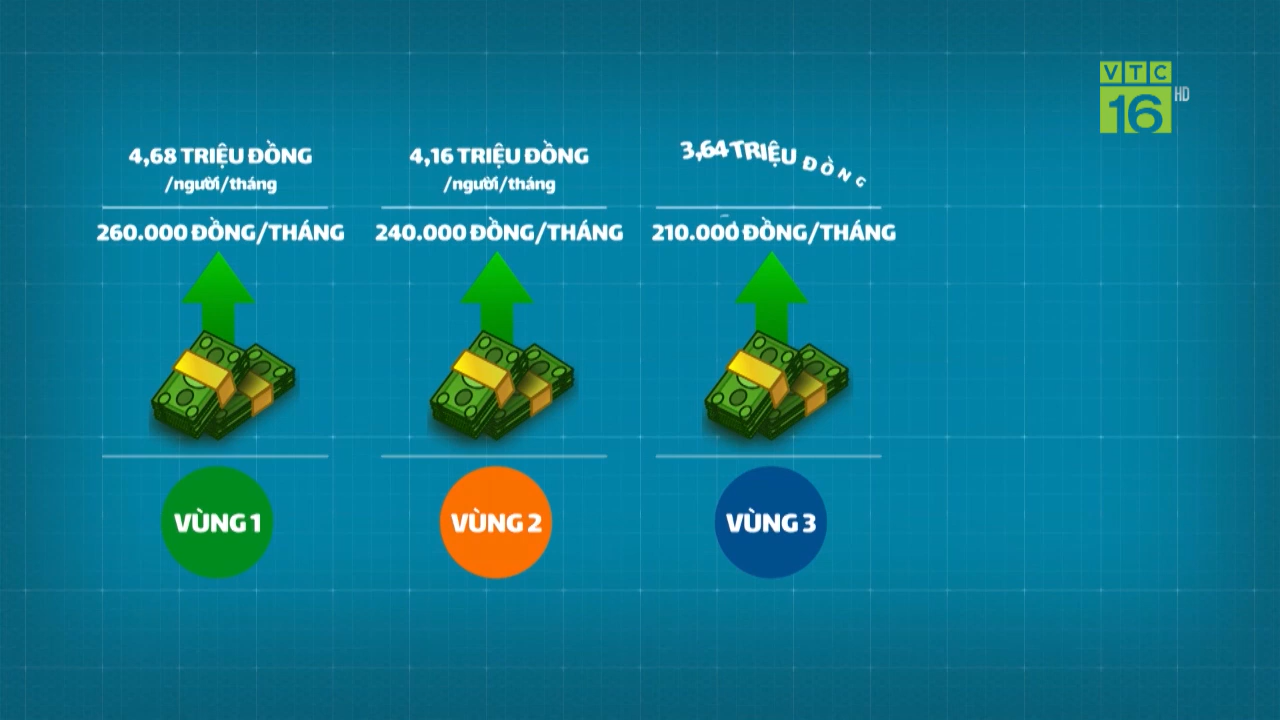 VTC
16 HD
4,68 TRIỆU ĐỒNG
/người/tháng
260.000 ĐỒNG/THÁNG
VÙNG 1
4,16 TRIỆU ĐỒNG
/người/tháng
240.000 ĐỒNG/THÁNG
VÙNG 2
3,64 TRIỆU ĐỒNG
210.000 ĐỒNG/THÁNG
VÙNG 3